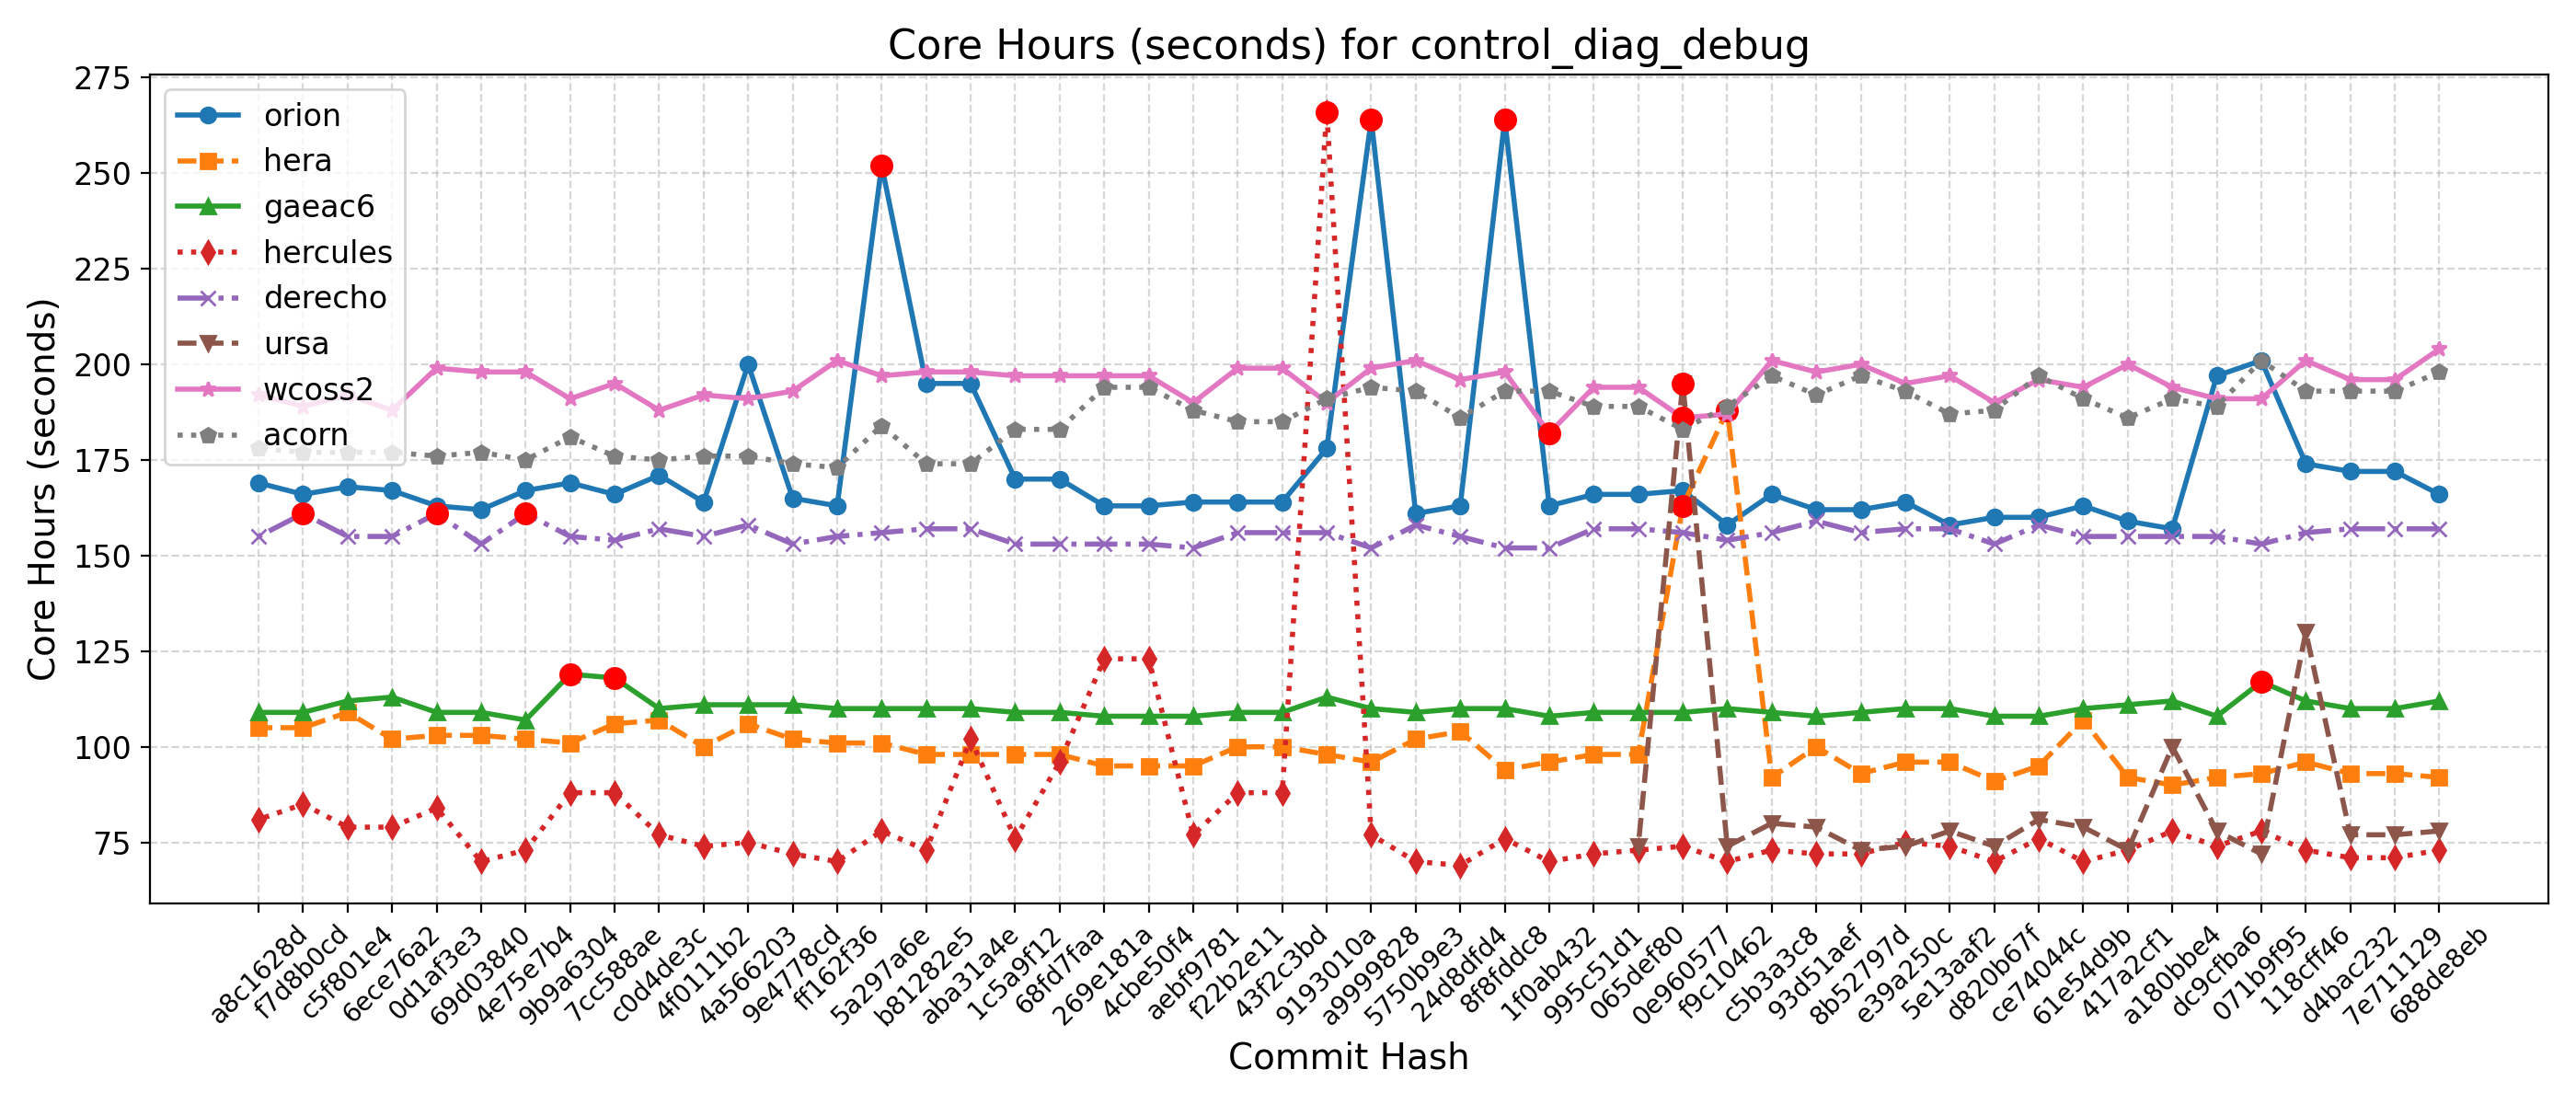 Core Hours (seconds) for control_diag_debug
Core Hours (seconds)
275
250
225
200
175
150
125
100
75
orion
hera
gaeac6
hercules
derecho
ursa
wcoss2
acorn
a8c1628d
f7d8b0cd
c5f801e4
6ece76a2
0d1af3e3
69d03840
4e75e7b4
9b9a6304
7cc588ae
c0d4de3c
4f0111b2
4a566203
9e4778cd
ff162f36
5a297a6e
b81282e5
aba31a4e
1c5a9f12
68fd7faa
269e181a
4cbe50f4
aebf9781
f22b2e11
43f2c3bd
9193010a
a9999828
5750b9e3
24d8dfd4
8f8fddc8
1f0ab432
995c51d1
065def80
0e960577
f9c10462
c5b3a3c8
93d51aef
8b52797d
e39a250c
5e13aaf2
d820b67f
ce74044c
61e54d9b
417a2cf1
a180bbe4
dc9cfba6
071b9f95
118cff46
d4bac232
7e711129
688de8eb
Commit Hash